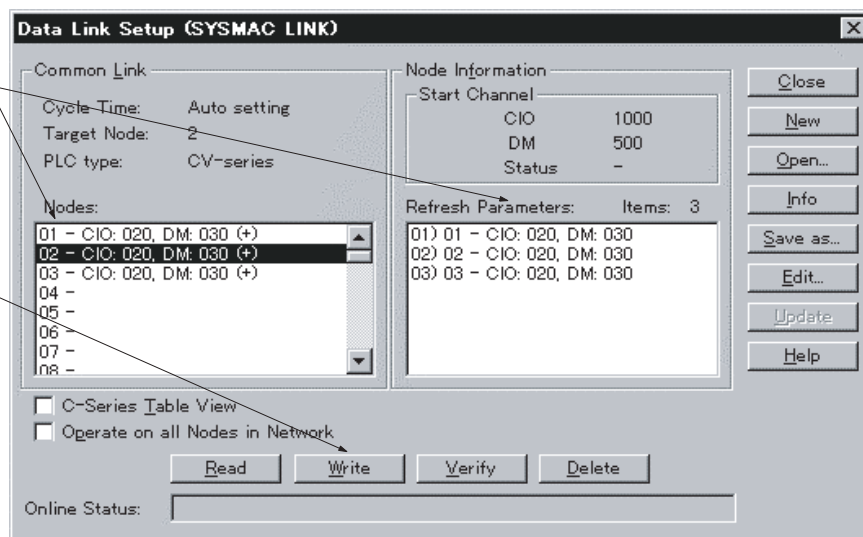 Data Link Setup (SYSMAC LINK)
Common Link
Cycle Time: Auto setting
Target Node: 2
PLC type: CV-series
Nodes:
01 - CIO: 020, DM: 030 (+)
02 - CIO: 020, DM: 030 (+)
03 - CIO: 020, DM: 030 (+)
04 -
05 -
06 -
07 -
08 -
Node Information
Start Channel
CIO 1000
DM 500
Status -
Refresh Parameters: Items: 3
01) 01 - CIO: 020, DM: 030
02) 02 - CIO: 020, DM: 030
03) 03 - CIO: 020, DM: 030
Close
New
Open...
Info
Save as...
Edit...
Update
Help
C-Series Table View
Operate on all Nodes in Network
Read Write Verify Delete
Online Status: